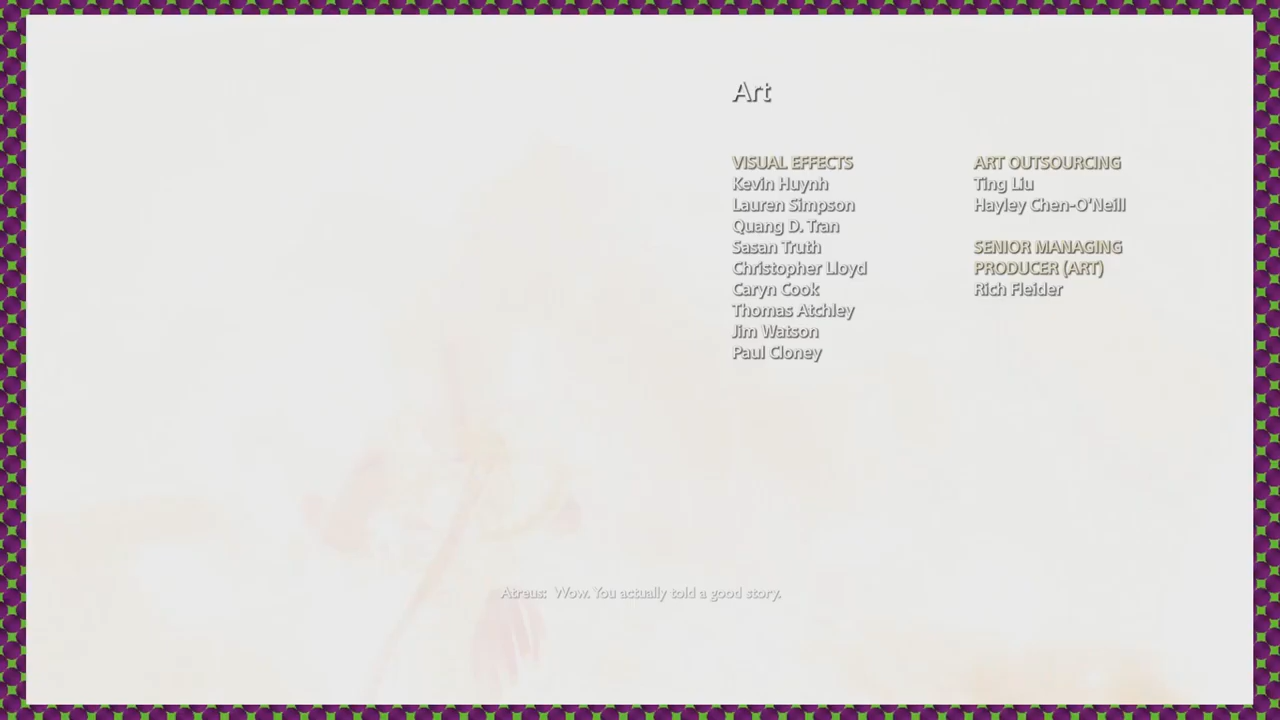 Art
VISUAL EFFECTS
Kevin Huynh
Lauren Simpson
Quang D. Tran
Sasan Truth
Christopher Lloyd
Caryn Cook
Thomas Atchley
Jim Watson
Paul Cloney
ART OUTSOURCING
Ting Liu
Hayley Chen-O'Neill
SENIOR MANAGING
PRODUCER (ART)
Rich Fleider
Atreus: Wow. You actually told a good story.